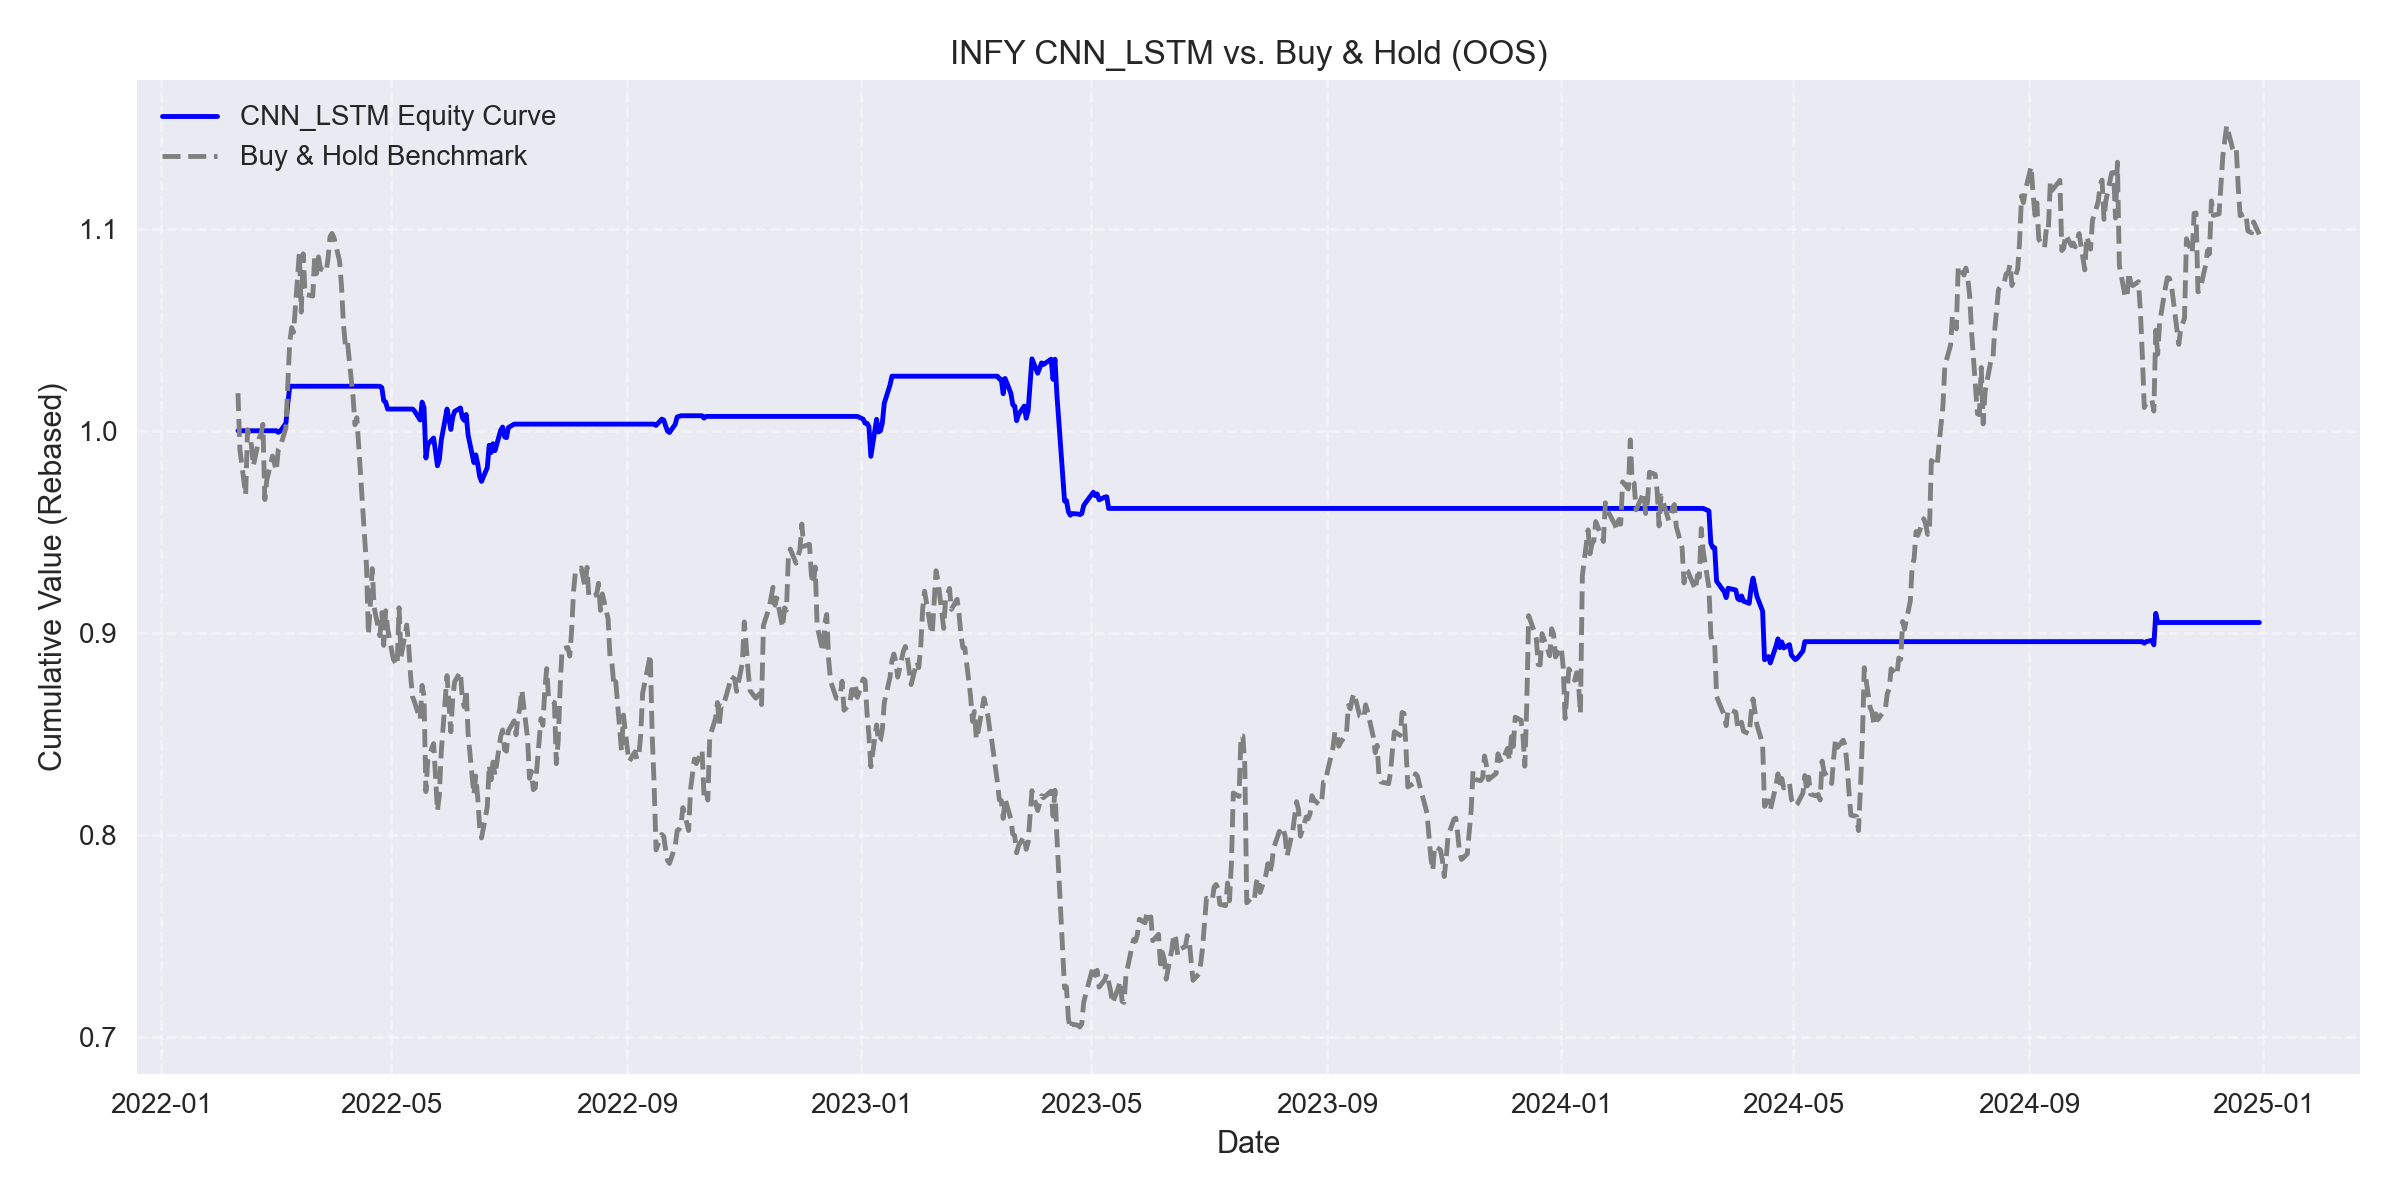 INFY CNN_LSTM vs. Buy & Hold (OOS)
CNN_LSTM Equity Curve
Buy & Hold Benchmark
Cumulative Value (Rebased)
1.1
1.0
0.9
0.8
0.7
2022-01 2022-05 2022-09 2023-01 2023-05 2023-09 2024-01 2024-05 2024-09 2025-01
Date